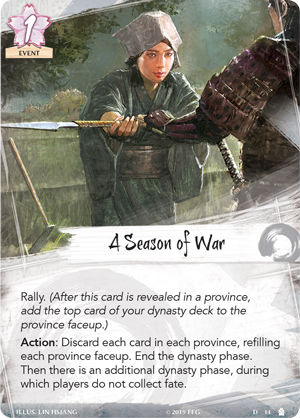 1
EVENT
A Season of War
Rally. (After this card is revealed in a province,
add the top card of your dynasty deck to the
province faceup.)
Action: Discard each card in each province, refilling
each province faceup. End the dynasty phase.
Then there is an additional dynasty phase, during
which players do not collect fate.
ILLUS. LIN HSIANG © 2019 FFG D 14